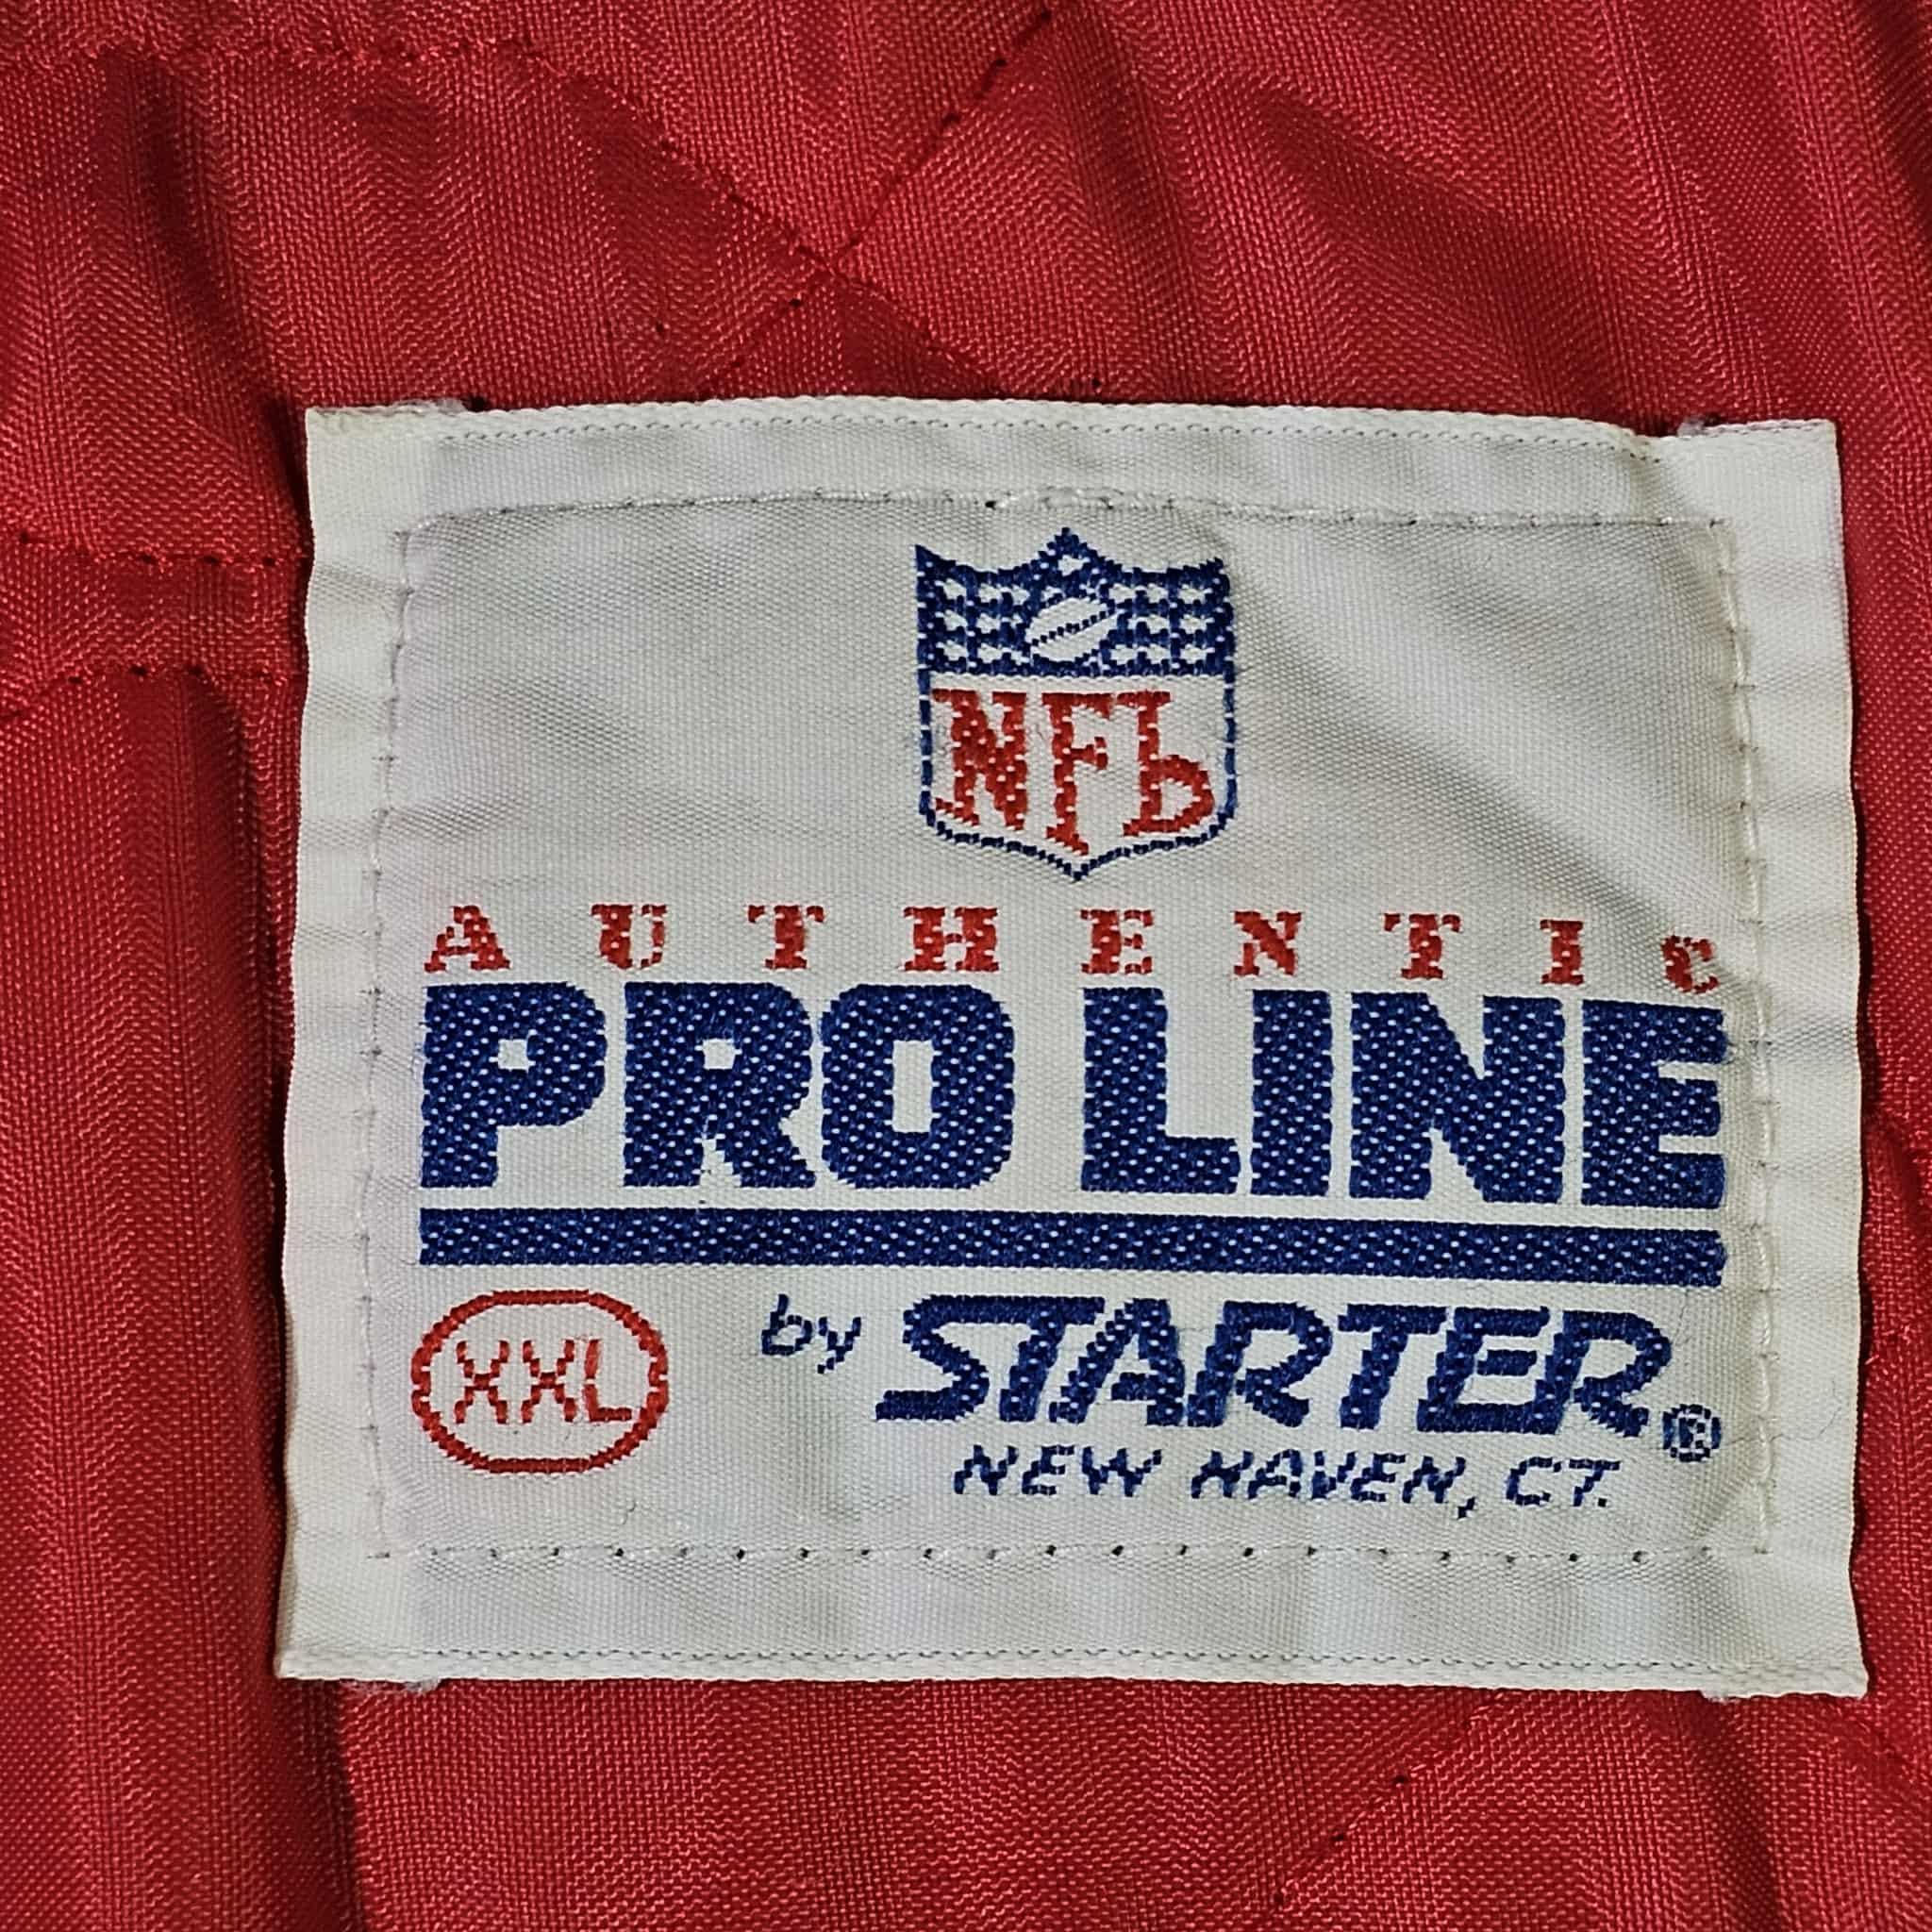 NFL
AUTHENTIC
PRO LINE
XXL
by STARTER®
NEW HAVEN, CT.